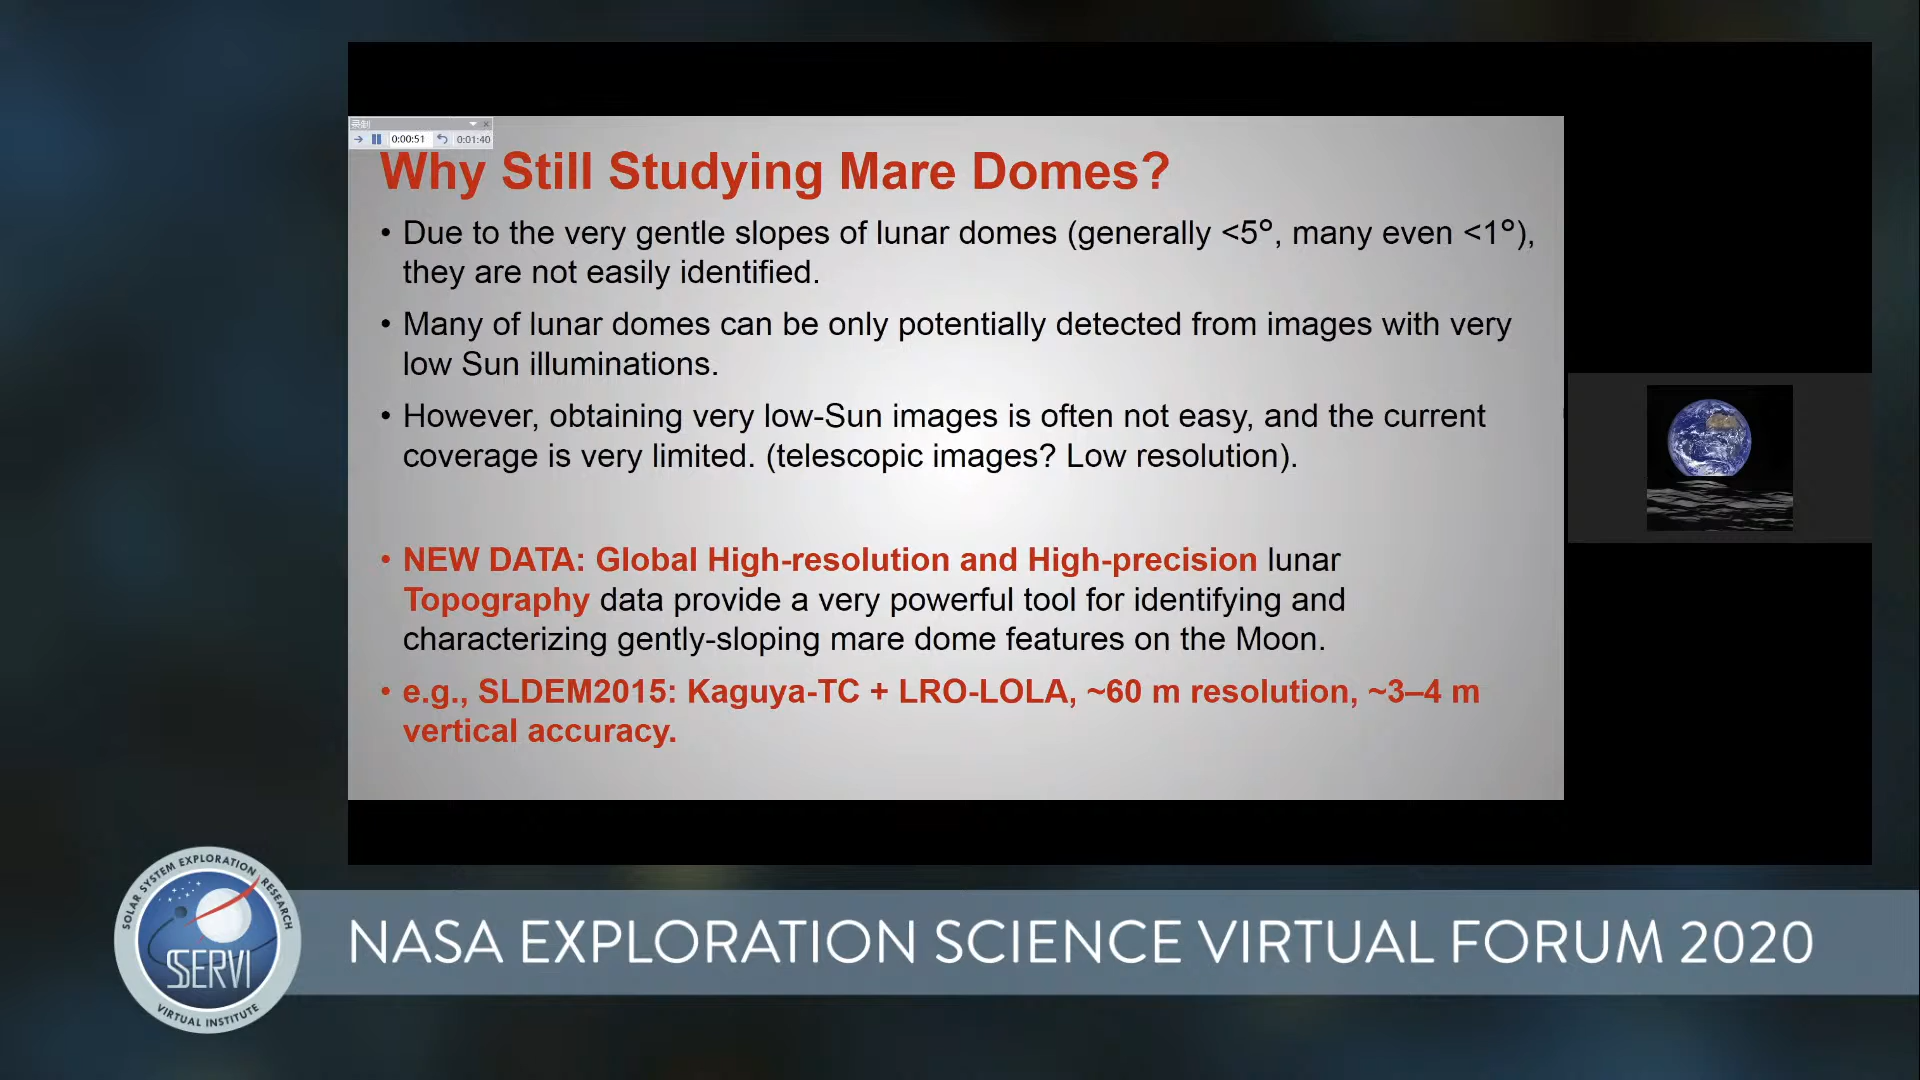 录制
0:00:51
0:01:40
Why Still Studying Mare Domes?
• Due to the very gentle slopes of lunar domes (generally <5º, many even <1º),
they are not easily identified.
• Many of lunar domes can be only potentially detected from images with very
low Sun illuminations.
• However, obtaining very low-Sun images is often not easy, and the current
coverage is very limited. (telescopic images? Low resolution).
• NEW DATA: Global High-resolution and High-precision lunar
Topography data provide a very powerful tool for identifying and
characterizing gently-sloping mare dome features on the Moon.
• e.g., SLDEM2015: Kaguya-TC + LRO-LOLA, ~60 m resolution, ~3–4 m
vertical accuracy.
SOLAR SYSTEM EXPLORATION RESEARCH
SSERVI
VIRTUAL INSTITUTE
NASA EXPLORATION SCIENCE VIRTUAL FORUM 2020